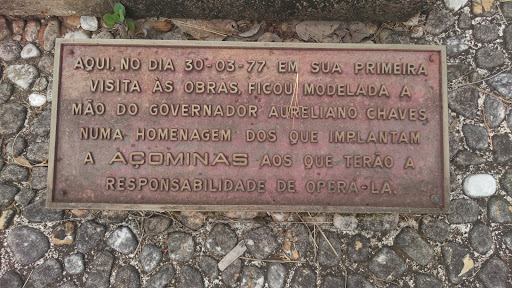 AQUI, NO DIA 30-03-77 EM SUA PRIMEIRA
VISITA ÀS OBRAS, FICOU MODELADA A
MÃO DO GOVERNADOR AURELIANO CHAVES,
NUMA HOMENAGEM DOS QUE IMPLANTAM
A AÇOMINAS AOS QUE TERÃO A
RESPONSABILIDADE DE OPERÁ-LA.